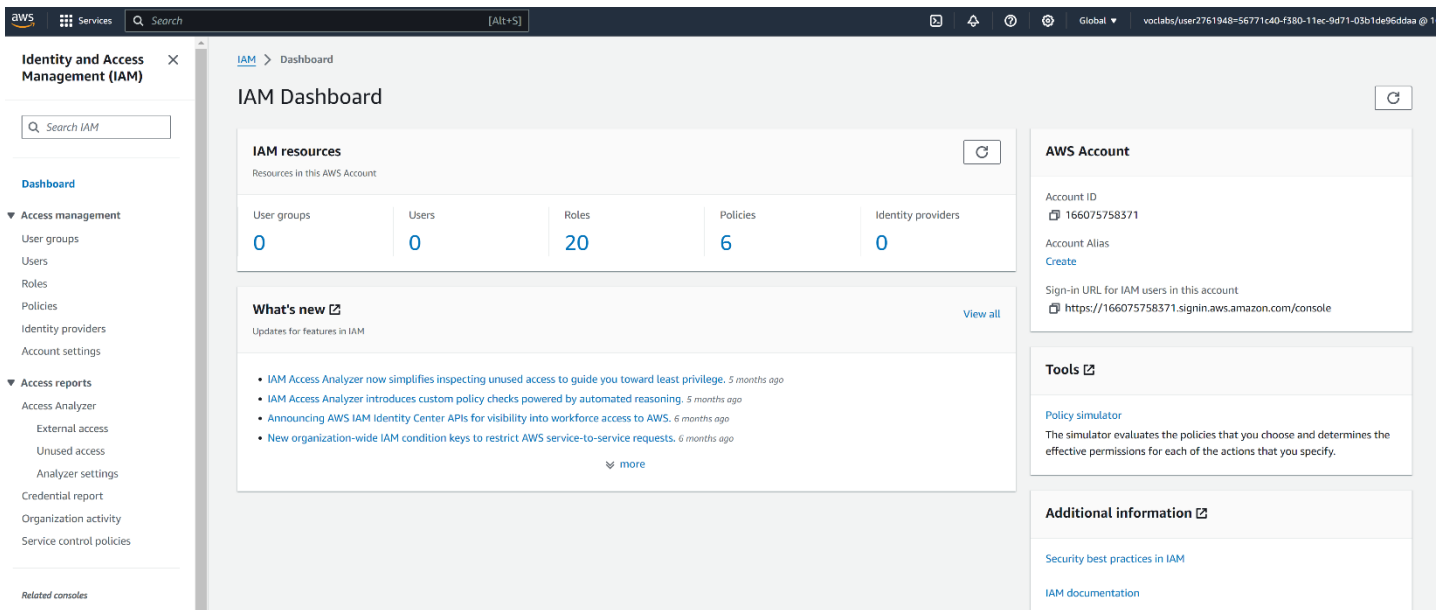 aws Services Search [Alt+S] Global voclabs/user2761948=56771c40-f380-11ec-9d71-03b1de96ddaa @
Identity and Access
Management (IAM)
Search IAM
Dashboard
Access management
User groups
Users
Roles
Policies
Identity providers
Account settings
Access reports
Access Analyzer
External access
Unused access
Analyzer settings
Credential report
Organization activity
Service control policies
Related consoles
IAM > Dashboard
IAM Dashboard
IAM resources
Resources in this AWS Account
User groups Users Roles Policies Identity providers
0 0 20 6 0
What's new
View all
Updates for features in IAM
• IAM Access Analyzer now simplifies inspecting unused access to guide you toward least privilege. 5 months ago
• IAM Access Analyzer introduces custom policy checks powered by automated reasoning. 5 months ago
• Announcing AWS IAM Identity Center APIs for visibility into workforce access to AWS. 6 months ago
• New organization-wide IAM condition keys to restrict AWS service-to-service requests. 6 months ago
more
AWS Account
Account ID
166075758371
Account Alias
Create
Sign-in URL for IAM users in this account
https://166075758371.signin.aws.amazon.com/console
Tools
Policy simulator
The simulator evaluates the policies that you choose and determines the
effective permissions for each of the actions that you specify.
Additional information
Security best practices in IAM
IAM documentation